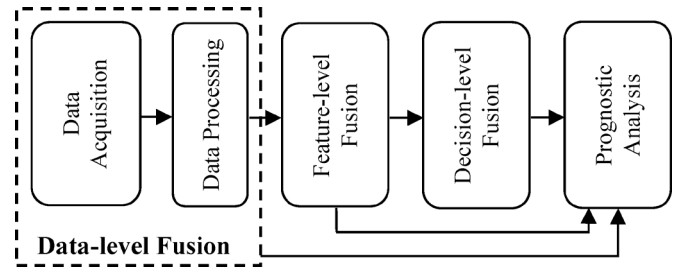 Data
Acquisition
Data Processing
Feature-level
Fusion
Decision-level
Fusion
Prognostic
Analysis
Data-level Fusion